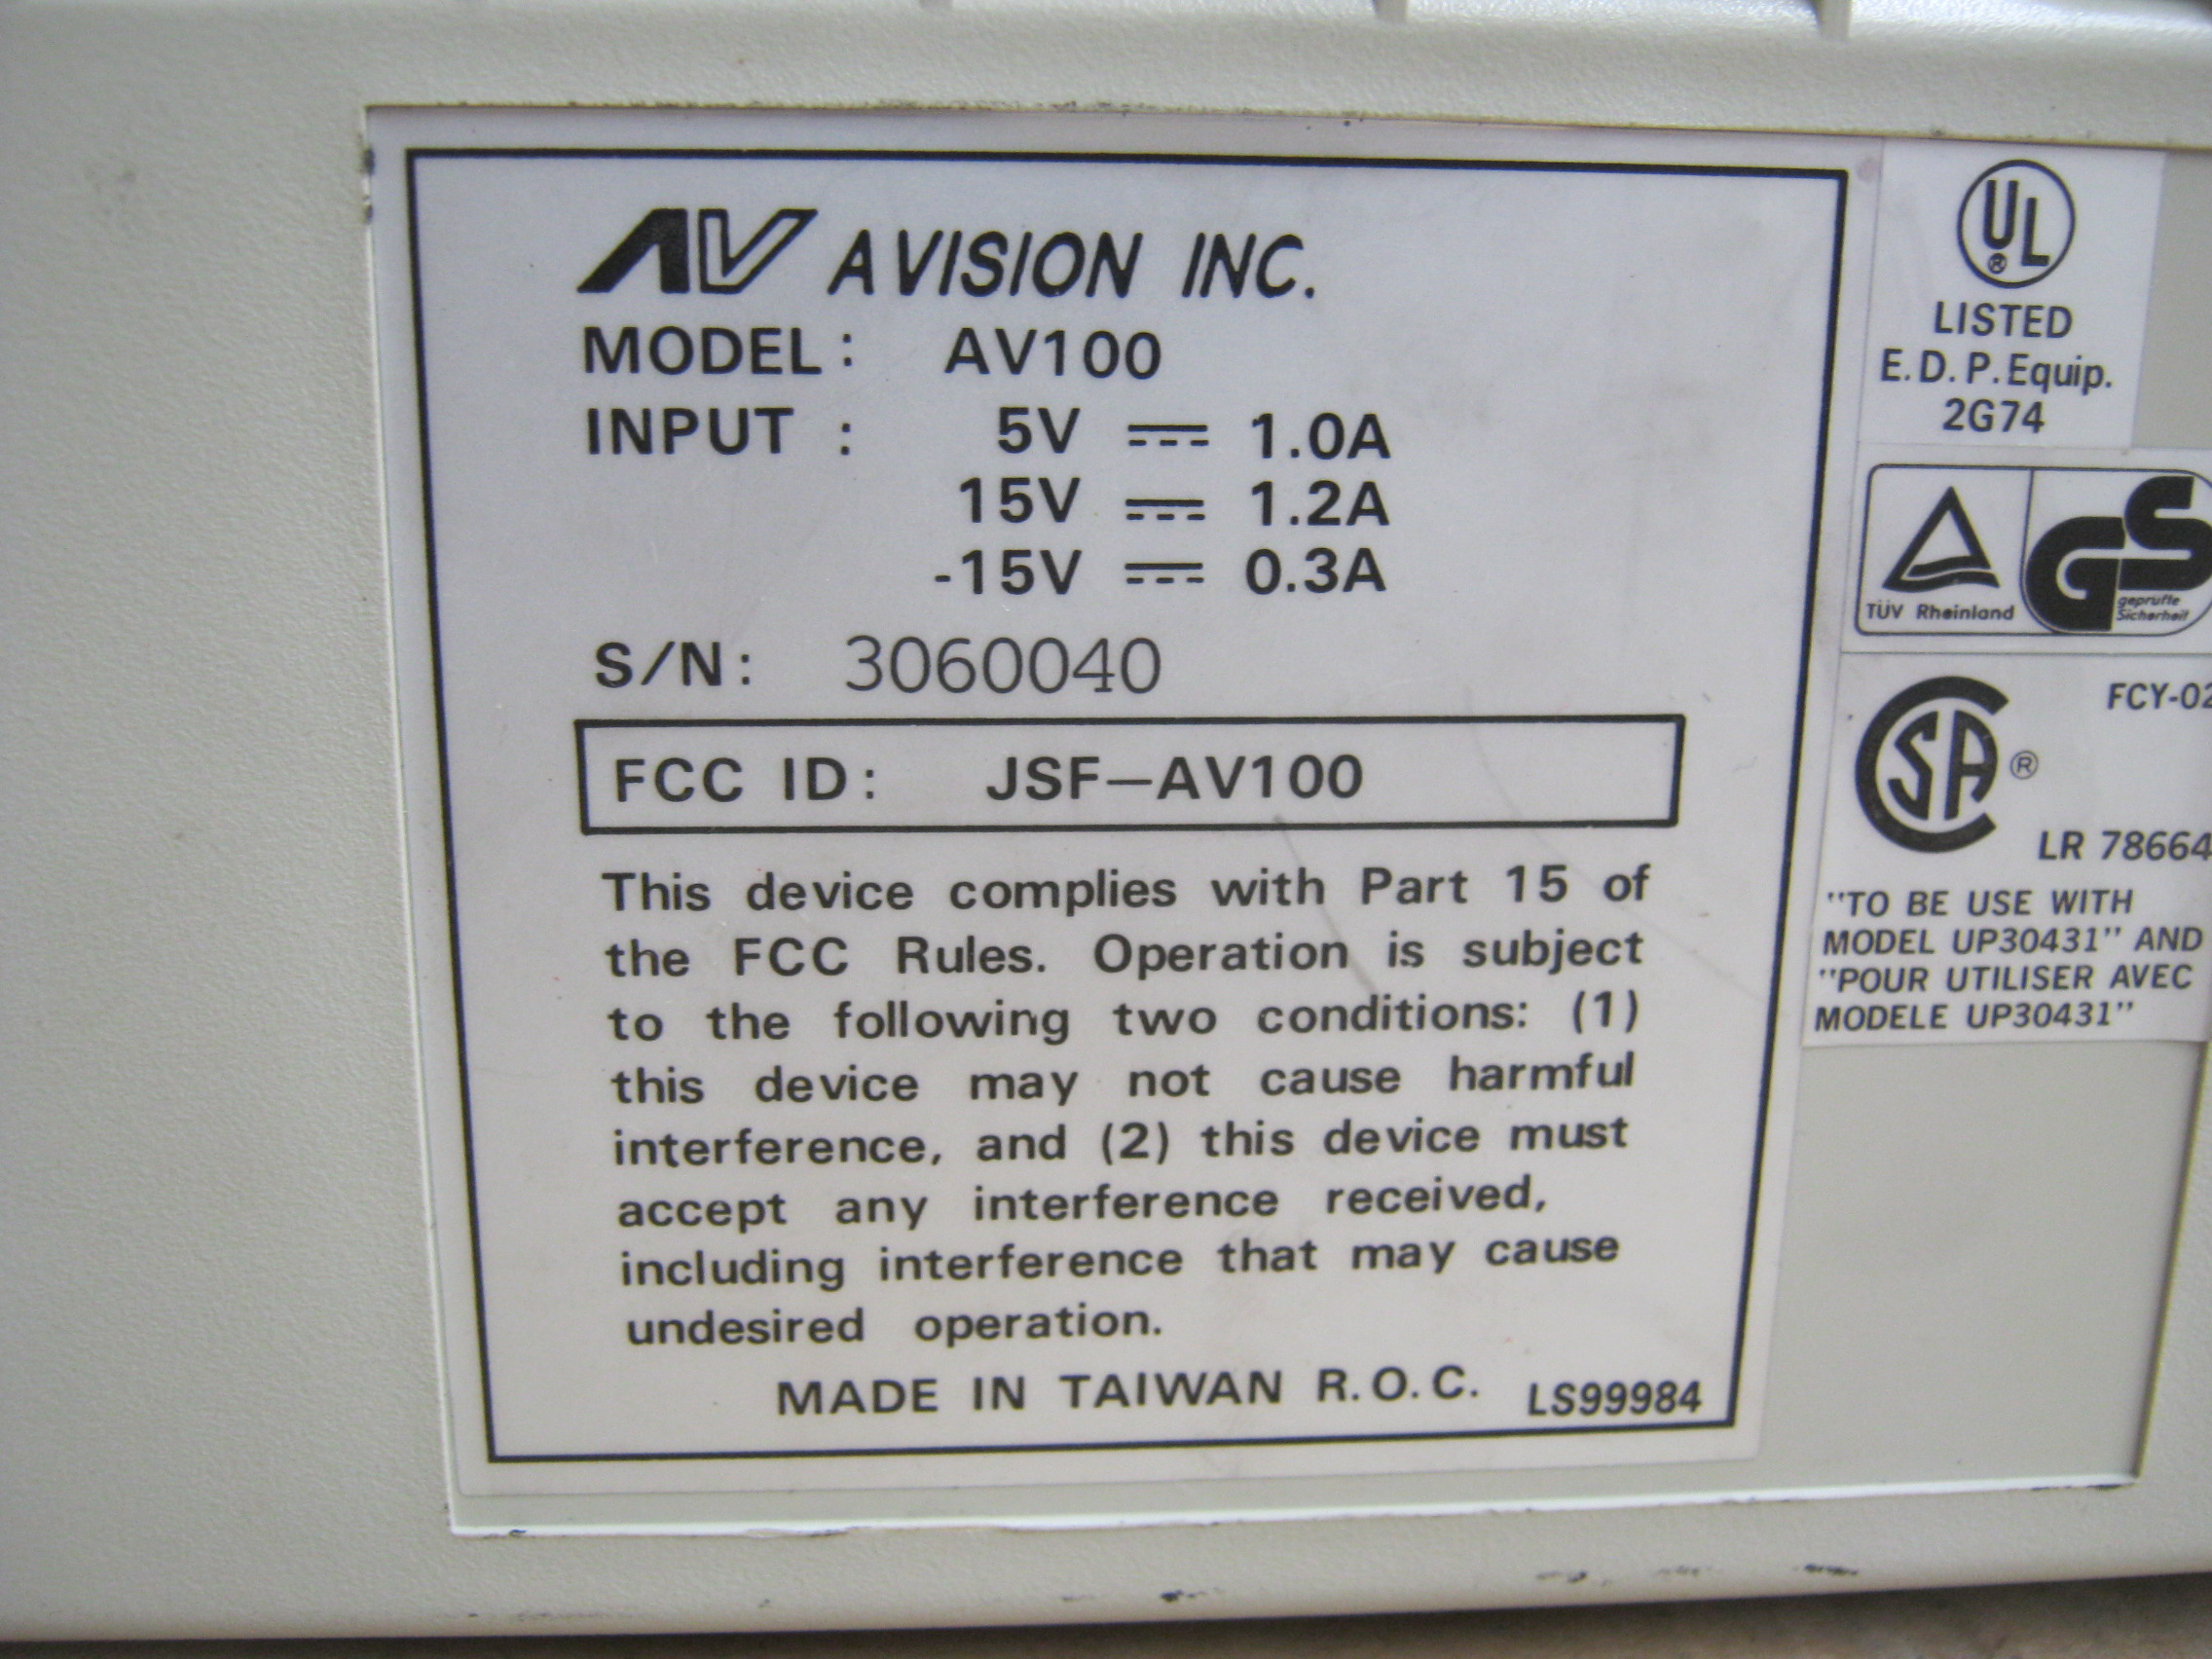 AV AVISION INC.
MODEL: AV100
INPUT : 5V 1.0A
15V 1.2A
-15V 0.3A
S/N: 3060040
FCC ID: JSF-AV100
This device complies with Part 15 of
the FCC Rules. Operation is subject
to the following two conditions: (1)
this device may not cause harmful
interference, and (2) this device must
accept any interference received,
including interference that may cause
undesired operation.
MADE IN TAIWAN R.O.C. LS99984
UL
®
LISTED
E.D.P. Equip.
2G74
TÜV Rheinland
GS
geprüfte
Sicherheit
FCY-02
CSA ®
LR 78664
"TO BE USE WITH
MODEL UP30431" AND
"POUR UTILISER AVEC
MODELE UP30431"